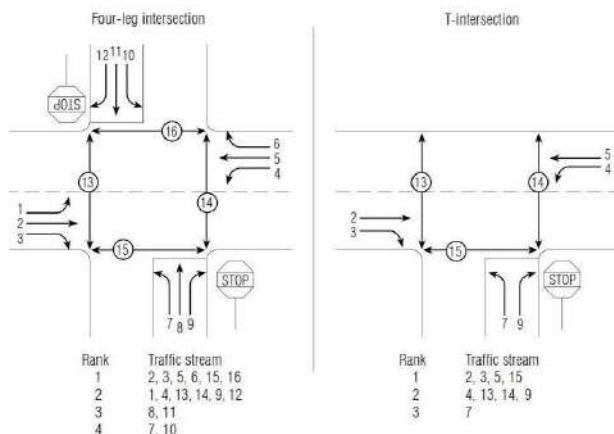 Four-leg intersection
12 11 10
STOP
16
6
5
4
13
14
1
2
3
15
STOP
7 8 9
Rank Traffic stream
1 2, 3, 5, 6, 15, 16
2 1, 4, 13, 14, 9, 12
3 8, 11
4 7, 10
T-intersection
13
14
5
4
2
3
15
STOP
7 9
Rank Traffic stream
1 2, 3, 5, 15
2 4, 13, 14, 9
3 7